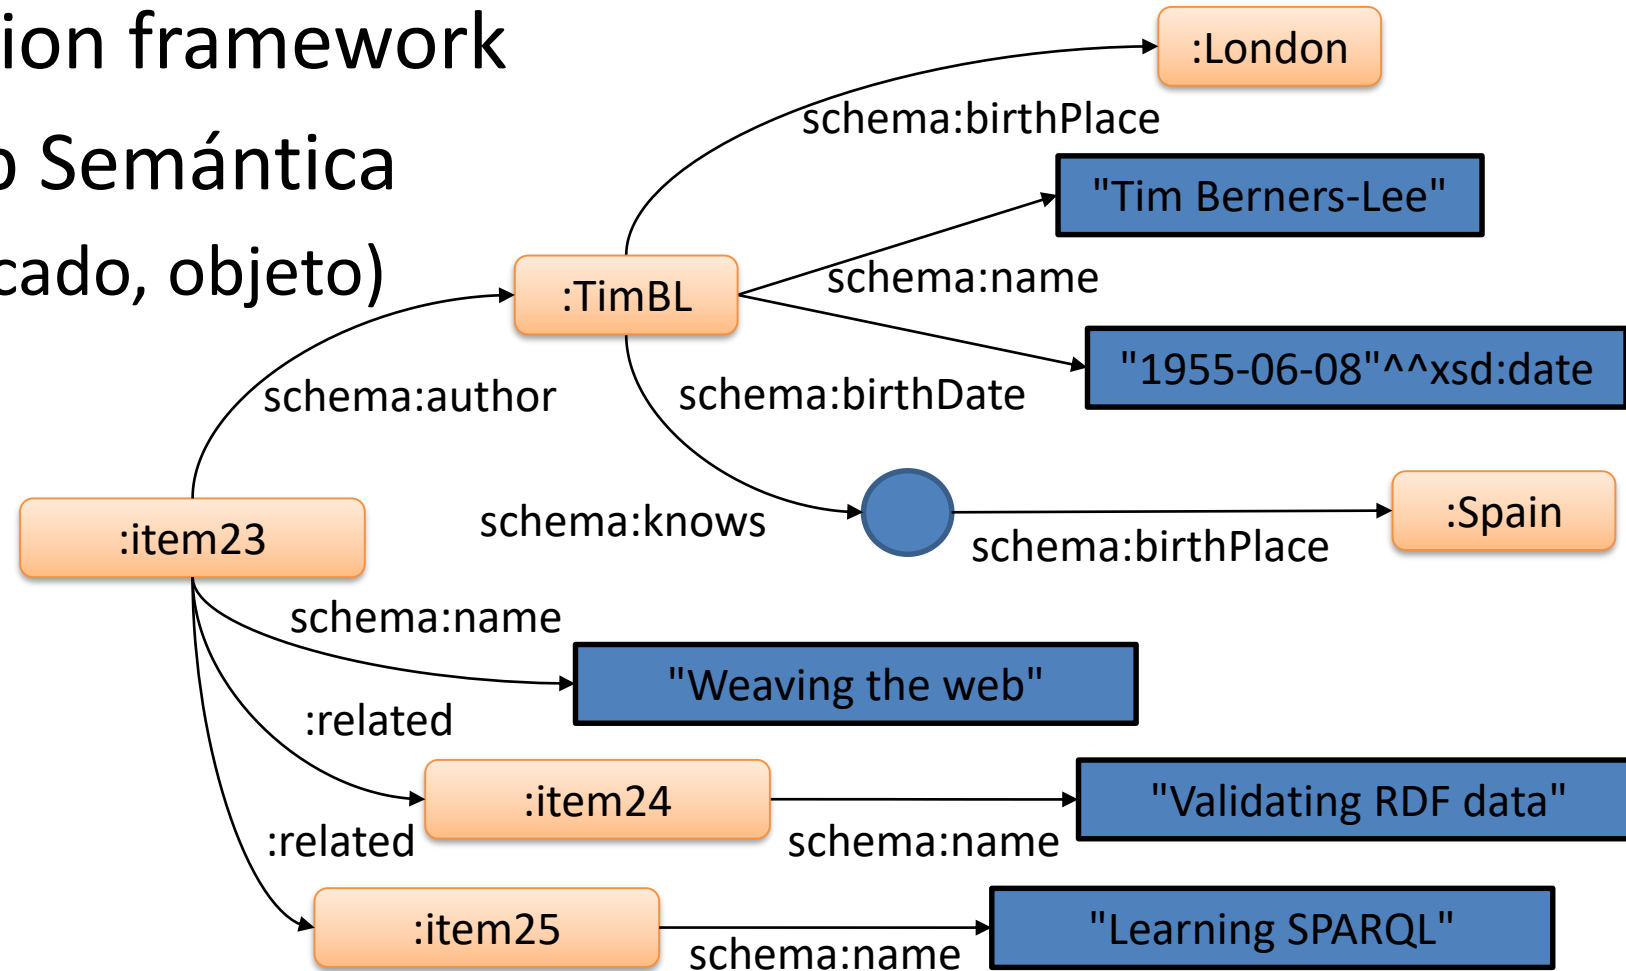 ion framework
:London
schema:birthPlace
Semántica
"Tim Berners-Lee"
cado, objeto)
:TimBL
schema:name
"1955-06-08"^^xsd:date
schema:author
schema:birthDate
:item23
schema:knows
:Spain
schema:birthPlace
schema:name
"Weaving the web"
:related
:item24
"Validating RDF data"
:related
schema:name
:item25
"Learning SPARQL"
schema:name